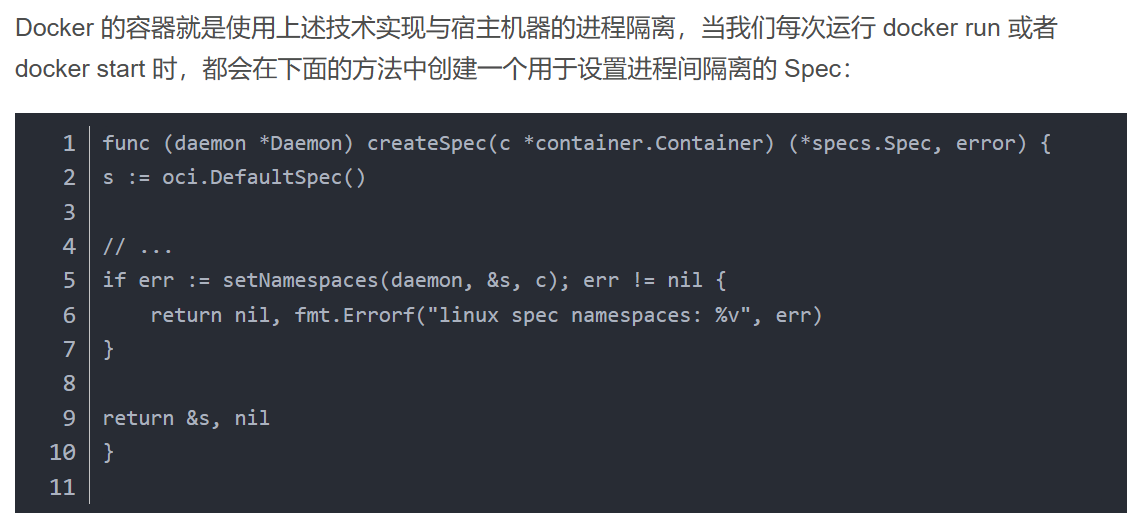 Docker 的容器就是使用上述技术实现与宿主机器的进程隔离，当我们每次运行 docker run 或者
docker start 时，都会在下面的方法中创建一个用于设置进程间隔离的 Spec：
1 func (daemon *Daemon) createSpec(c *container.Container) (*specs.Spec, error) {
2 s := oci.DefaultSpec()
3
4 // ...
5 if err := setNamespaces(daemon, &s, c); err != nil {
6     return nil, fmt.Errorf("linux spec namespaces: %v", err)
7 }
8
9 return &s, nil
10 }
11